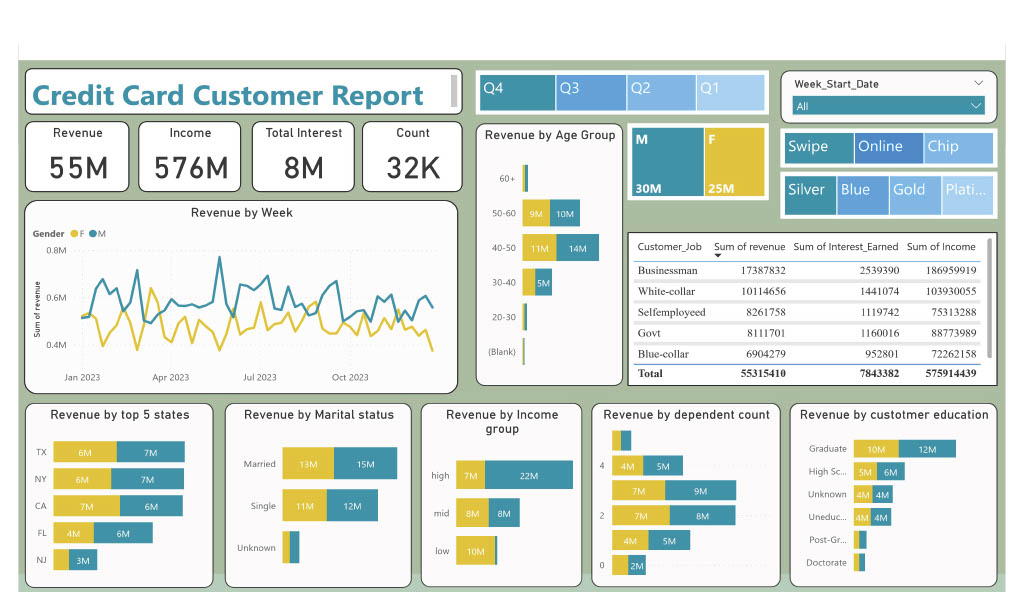 Credit Card Customer Report
Q4 Q3 Q2 Q1
Week_Start_Date
All
Revenue
55M
Income
576M
Total Interest
8M
Count
32K
Revenue by Age Group
60+
50-60 9M 10M
40-50 11M 14M
30-40 5M
20-30
(Blank)
M
30M
F
25M
Swipe Online Chip
Silver Blue Gold Plati...
Revenue by Week
Gender F M
Sum of revenue
0.8M
0.6M
0.4M
Jan 2023 Apr 2023 Jul 2023 Oct 2023
Customer_Job Sum of revenue Sum of Interest_Earned Sum of Income
Businessman 17387832 2539390 186959919
White-collar 10114656 1441074 103930055
Selfemployeed 8261758 1119742 75313288
Govt 8111701 1160016 88773989
Blue-collar 6904279 952801 72262158
Total 55315410 7843382 575914439
Revenue by top 5 states
TX 6M 7M
NY 6M 7M
CA 7M 6M
FL 4M 6M
NJ 3M
Revenue by Marital status
Married 13M 15M
Single 11M 12M
Unknown
Revenue by Income
group
high 7M 22M
mid 8M 8M
low 10M
Revenue by dependent count
4 4M 5M
7M 9M
2 7M 8M
4M 5M
0 2M
Revenue by custotmer education
Graduate 10M 12M
High Sc... 5M 6M
Unknown 4M 4M
Uneduc... 4M 4M
Post-Gr...
Doctorate